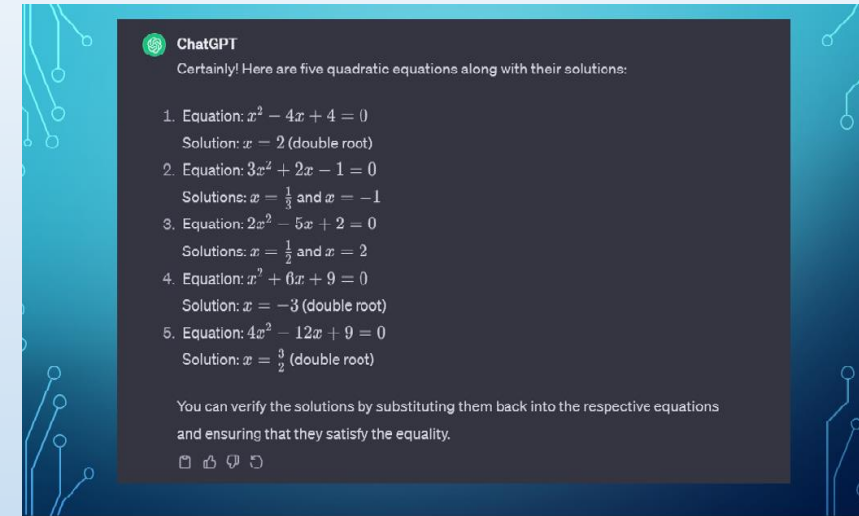 ChatGPT
Certainly! Here are five quadratic equations along with their solutions:
1. Equation: x² − 4x + 4 = 0
Solution: x = 2 (double root)
2. Equation: 3x² + 2x − 1 = 0
Solutions: x = 1/3 and x = −1
3. Equation: 2x² − 5x + 2 = 0
Solutions: x = 1/2 and x = 2
4. Equation: x² + 6x + 9 = 0
Solution: x = −3 (double root)
5. Equation: 4x² − 12x + 9 = 0
Solution: x = 3/2 (double root)
You can verify the solutions by substituting them back into the respective equations
and ensuring that they satisfy the equality.